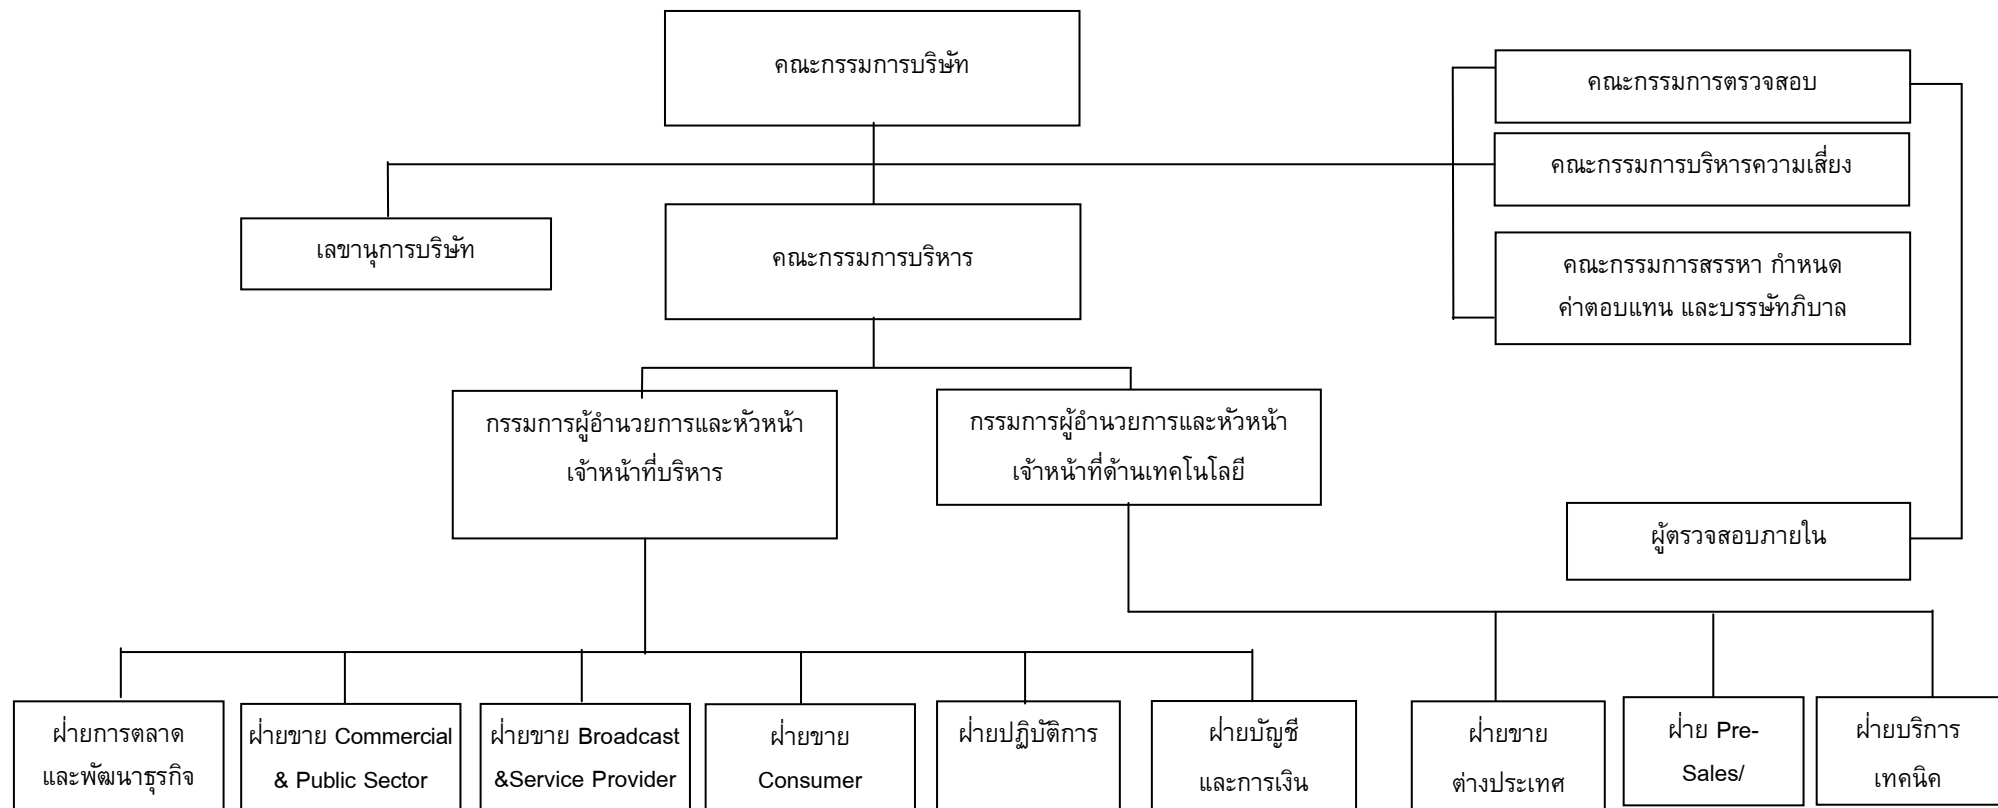 คณะกรรมการบริษัท
คณะกรรมการตรวจสอบ
คณะกรรมการบริหารความเสี่ยง
เลขานุการบริษัท
คณะกรรมการบริหาร
คณะกรรมการสรรหา กำหนด
ค่าตอบแทน และบรรษัทภิบาล
กรรมการผู้อำนวยการและหัวหน้า
เจ้าหน้าที่บริหาร
กรรมการผู้อำนวยการและหัวหน้า
เจ้าหน้าที่ด้านเทคโนโลยี
ผู้ตรวจสอบภายใน
ฝ่ายการตลาด
และพัฒนาธุรกิจ
ฝ่ายขาย Commercial
& Public Sector
ฝ่ายขาย Broadcast
&Service Provider
ฝ่ายขาย
Consumer
ฝ่ายปฏิบัติการ
ฝ่ายบัญชี
และการเงิน
ฝ่ายขาย
ต่างประเทศ
ฝ่าย Pre-
Sales/
ฝ่ายบริการ
เทคนิค